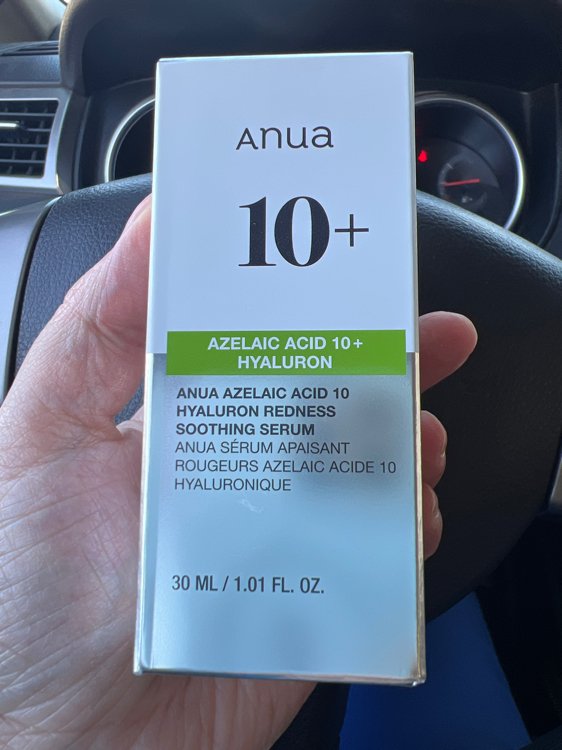 Anua
10+
AZELAIC ACID 10+
HYALURON
ANUA AZELAIC ACID 10
HYALURON REDNESS
SOOTHING SERUM
ANUA SÉRUM APAISANT
ROUGEURS AZELAIC ACIDE 10
HYALURONIQUE
30 ML / 1.01 FL. OZ.